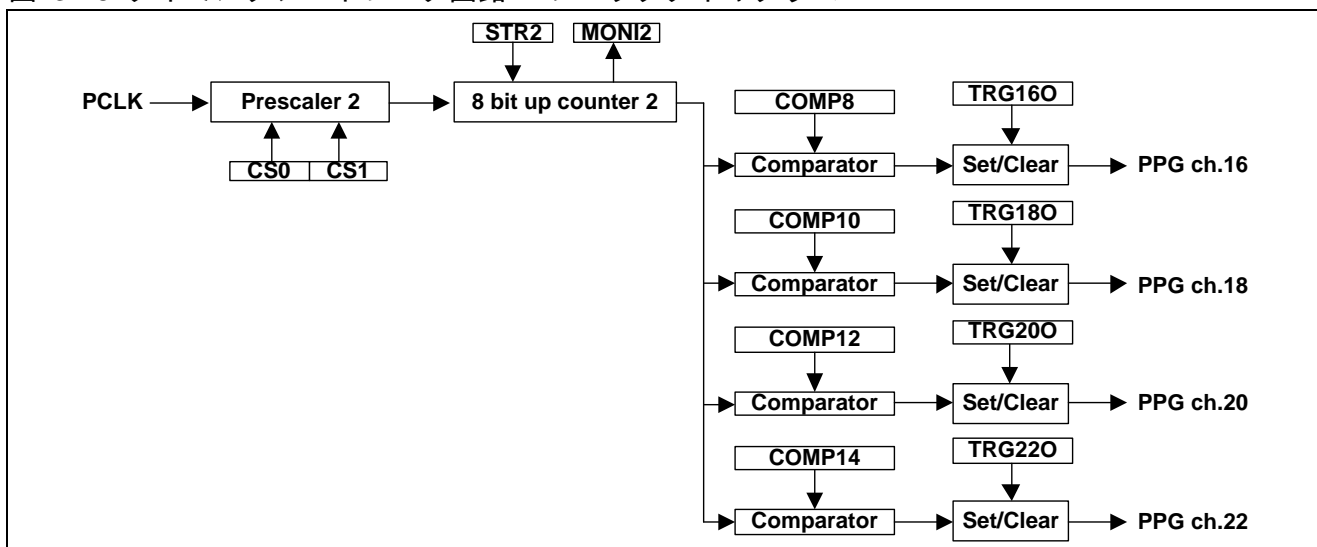 STR2 MONI2
PCLK Prescaler 2 8 bit up counter 2
CS0 CS1
COMP8 TRG16O
Comparator Set/Clear PPG ch.16
COMP10 TRG18O
Comparator Set/Clear PPG ch.18
COMP12 TRG20O
Comparator Set/Clear PPG ch.20
COMP14 TRG22O
Comparator Set/Clear PPG ch.22